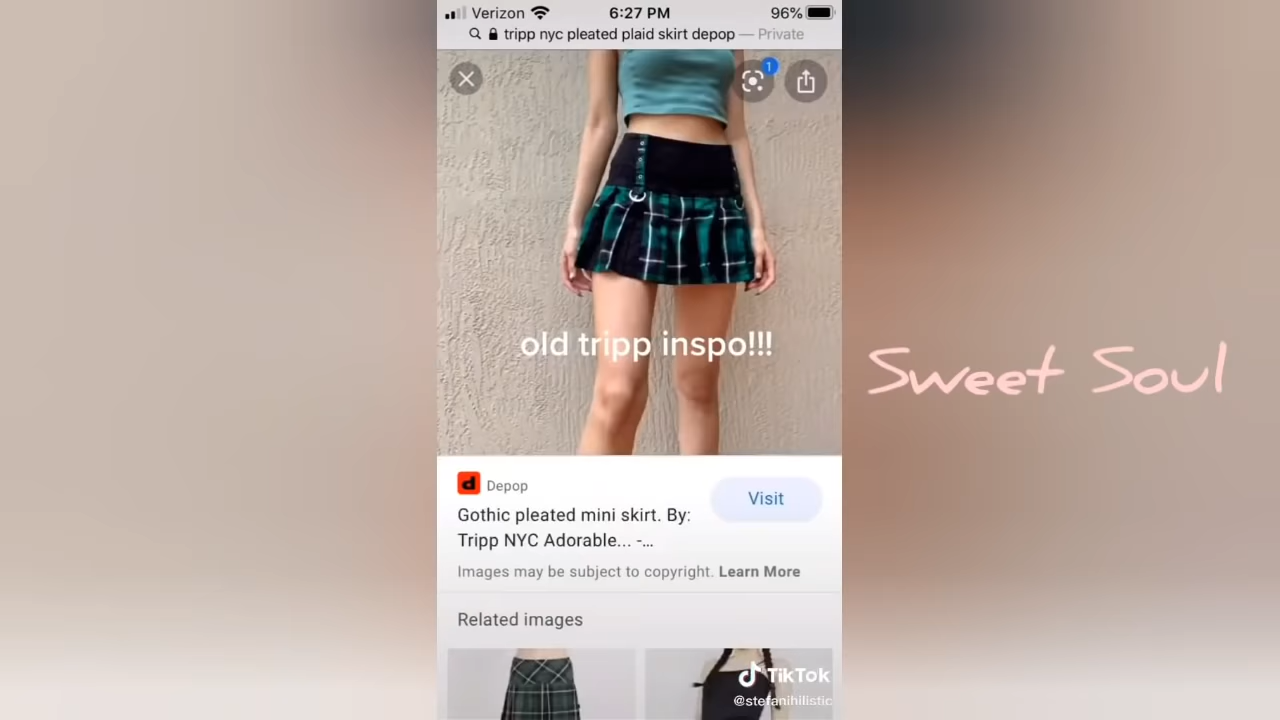 Verizon 6:27 PM 96%
tripp nyc pleated plaid skirt depop — Private
1
old tripp inspo!!!
Sweet Soul
d Depop
Visit
Gothic pleated mini skirt. By:
Tripp NYC Adorable... -...
Images may be subject to copyright. Learn More
Related images
TikTok
@stefanihilistic